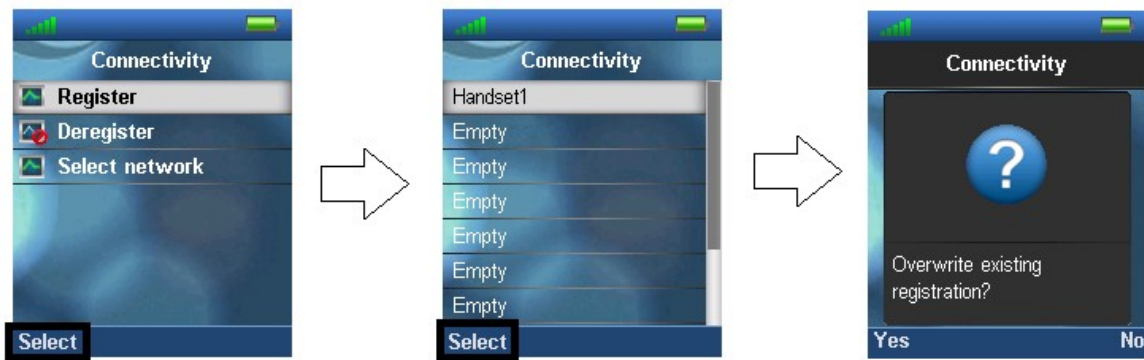 Connectivity
Register
Deregister
Select network
Select
Connectivity
Handset1
Empty
Empty
Empty
Empty
Empty
Empty
Select
Connectivity
Overwrite existing
registration?
Yes No